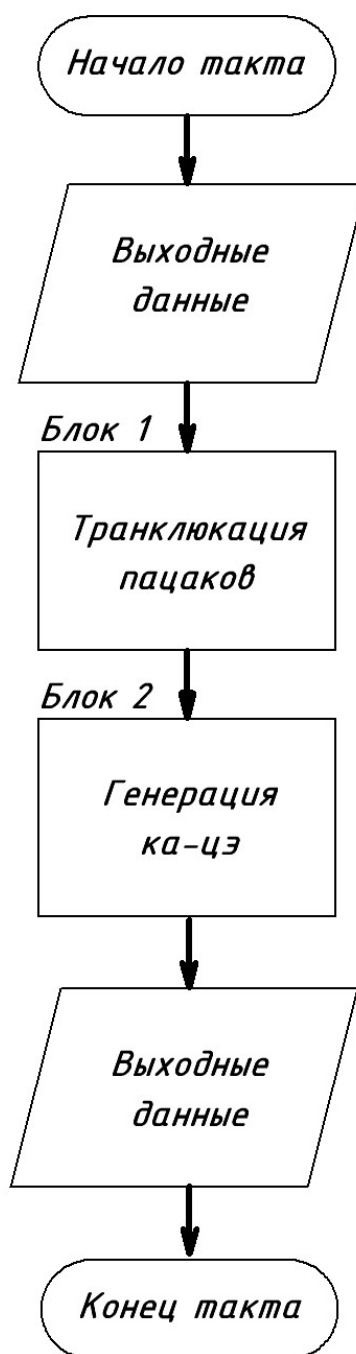 Начало такта
Выходные
данные
Блок 1
Транклюкация
пацаков
Блок 2
Генерация
ка-цэ
Выходные
данные
Конец такта